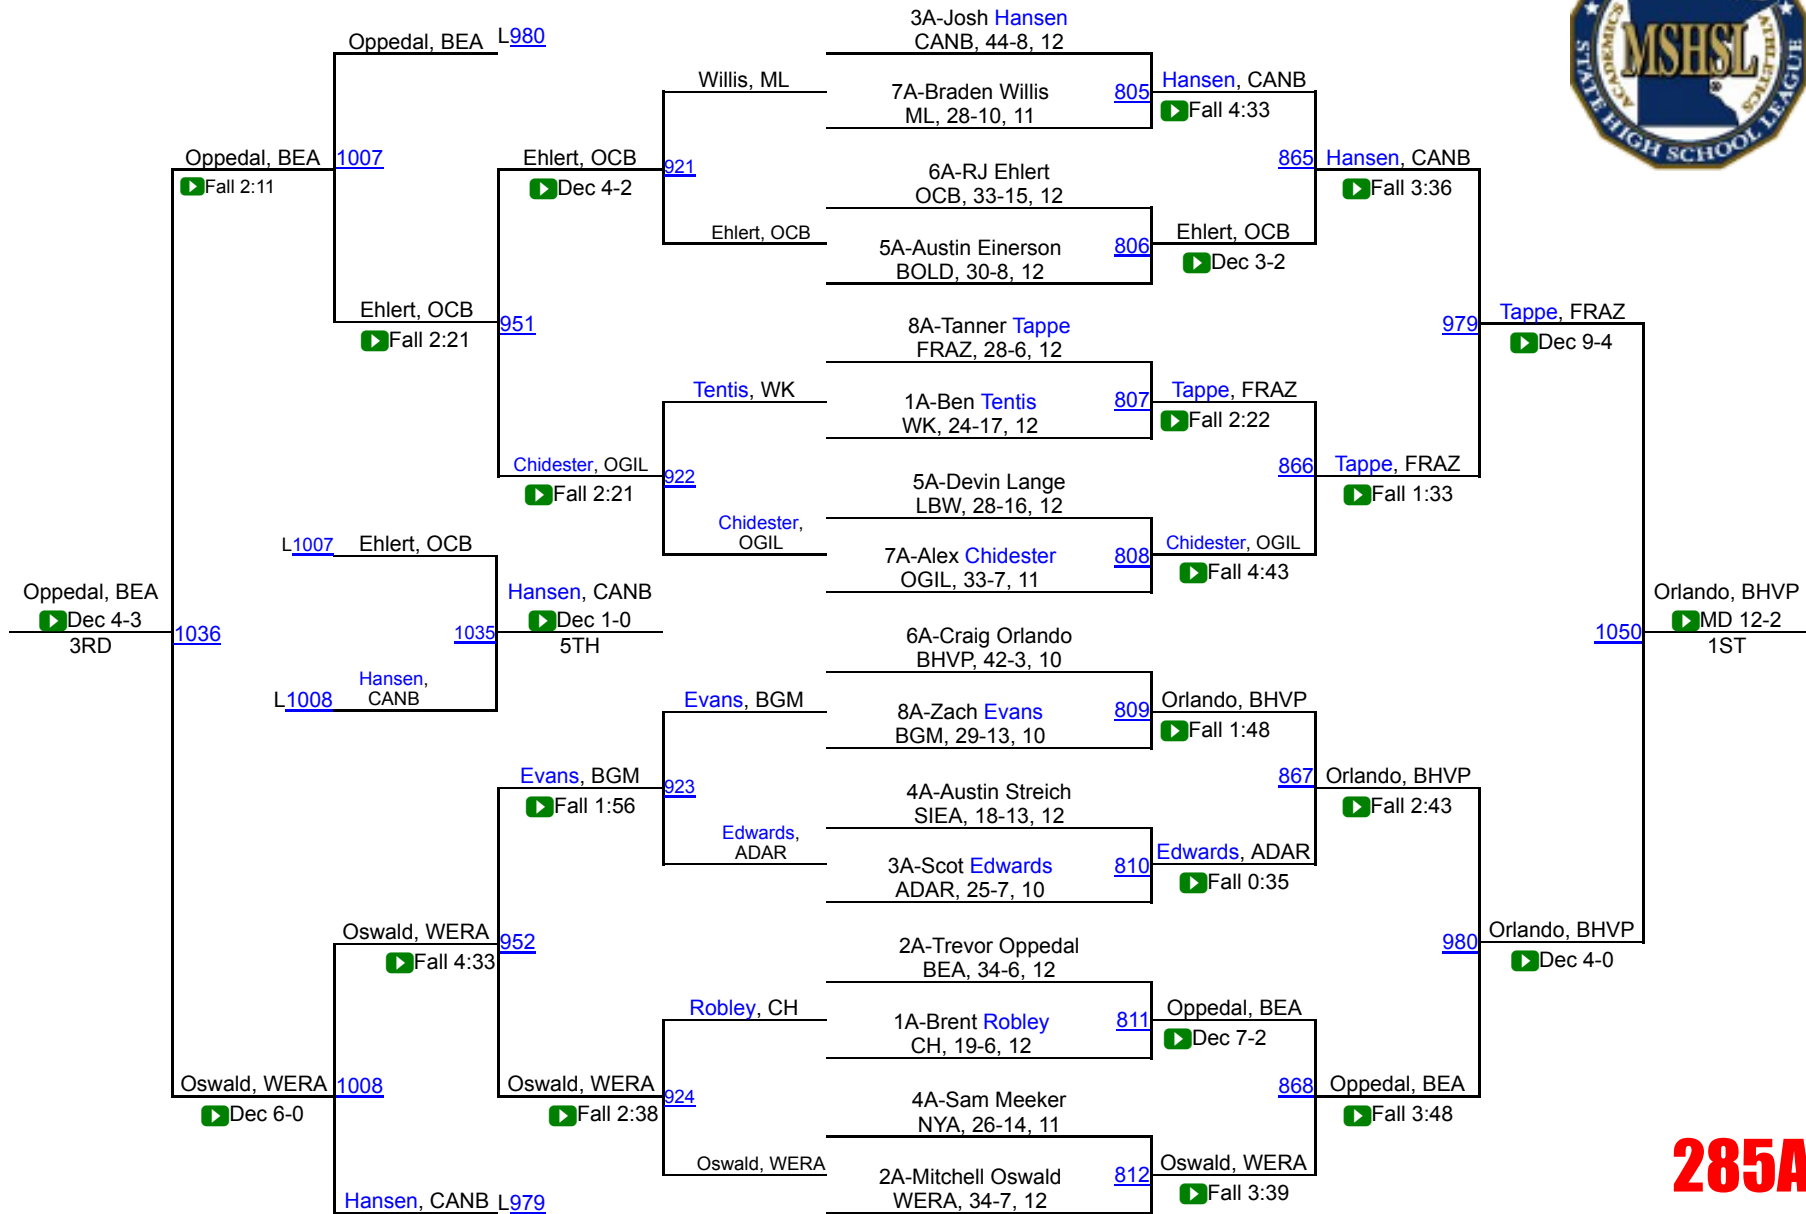 Oppedal, BEA
L980
1007
Oppedal, BEA
Fall 2:11
Ehlert, OCB
Fall 2:21
Willis, ML
921
Ehlert, OCB
Dec 4-2
Ehlert, OCB
951
Tentis, WK
922
Chidester, OGIL
Fall 2:21
Chidester,
OGIL
L1007
Ehlert, OCB
1035
Hansen, CANB
Dec 1-0
5TH
L1008
Hansen,
CANB
Oppedal, BEA
Dec 4-3
3RD
1036
Evans, BGM
923
Evans, BGM
Fall 1:56
Edwards,
ADAR
Oswald, WERA
Fall 4:33
952
Robley, CH
924
Oswald, WERA
Fall 2:38
Oswald, WERA
Oswald, WERA
Dec 6-0
1008
Hansen, CANB
L979
3A-Josh Hansen
CANB, 44-8, 12
7A-Braden Willis
ML, 28-10, 11
805
6A-RJ Ehlert
OCB, 33-15, 12
5A-Austin Einerson
BOLD, 30-8, 12
806
8A-Tanner Tappe
FRAZ, 28-6, 12
1A-Ben Tentis
WK, 24-17, 12
807
5A-Devin Lange
LBW, 28-16, 12
7A-Alex Chidester
OGIL, 33-7, 11
808
6A-Craig Orlando
BHVP, 42-3, 10
8A-Zach Evans
BGM, 29-13, 10
809
4A-Austin Streich
SIEA, 18-13, 12
3A-Scot Edwards
ADAR, 25-7, 10
810
2A-Trevor Oppedal
BEA, 34-6, 12
1A-Brent Robley
CH, 19-6, 12
811
4A-Sam Meeker
NYA, 26-14, 11
2A-Mitchell Oswald
WERA, 34-7, 12
812
Hansen, CANB
Fall 4:33
865
Ehlert, OCB
Dec 3-2
Hansen, CANB
Fall 3:36
Tappe, FRAZ
Fall 2:22
866
Chidester, OGIL
Fall 4:43
Tappe, FRAZ
Fall 1:33
979
Tappe, FRAZ
Dec 9-4
Orlando, BHVP
Fall 1:48
867
Edwards, ADAR
Fall 0:35
Orlando, BHVP
Fall 2:43
Oppedal, BEA
Dec 7-2
868
Oswald, WERA
Fall 3:39
Oppedal, BEA
Fall 3:48
980
Orlando, BHVP
Dec 4-0
1050
Orlando, BHVP
MD 12-2
1ST
ACADEMICS
MSHSL
ATHLETICS
STATE HIGH SCHOOL LEAGUE
285A